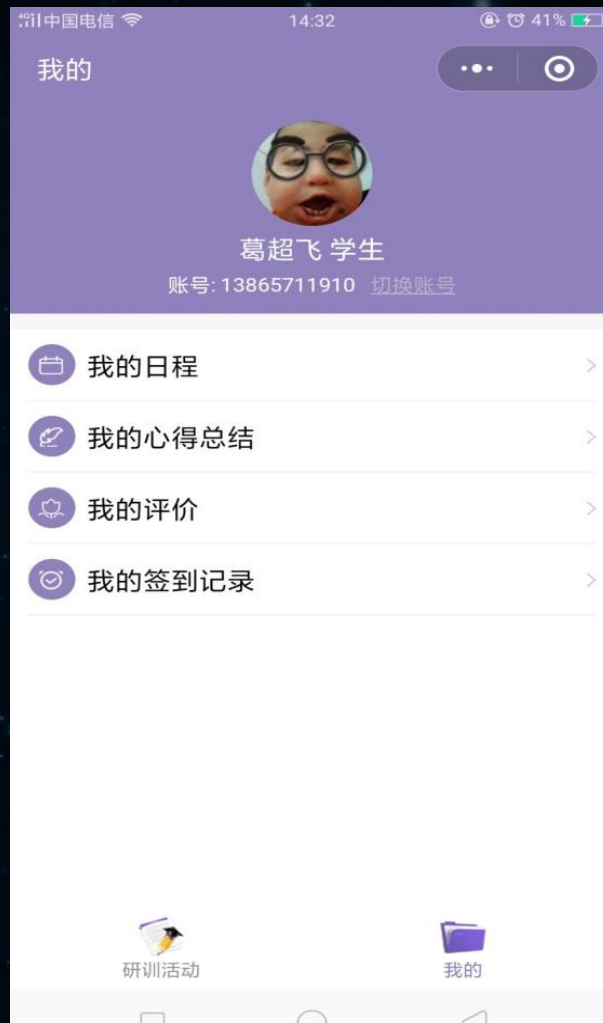 4G 中国电信 14:32 41%
我的
葛超飞 学生
账号: 13865711910 切换账号
我的日程
我的心得总结
我的评价
我的签到记录
研训活动 我的